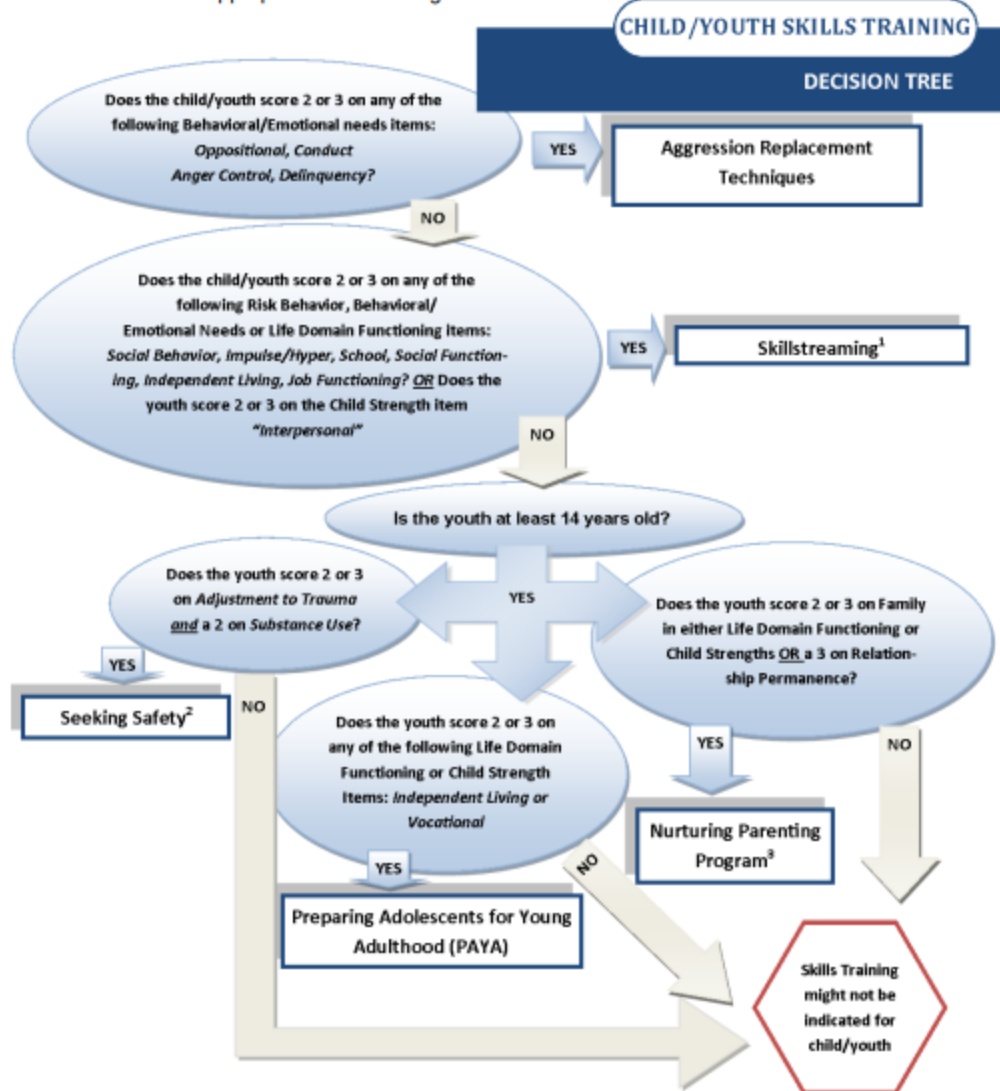 CHILD/YOUTH SKILLS TRAINING
DECISION TREE
Does the child/youth score 2 or 3 on any of the
following Behavioral/Emotional needs items:
Oppositional, Conduct
Anger Control, Delinquency?
YES
Aggression Replacement
Techniques
NO
Does the child/youth score 2 or 3 on any of the
following Risk Behavior, Behavioral/
Emotional Needs or Life Domain Functioning items:
Social Behavior, Impulse/Hyper, School, Social Function-
ing, Independent Living, Job Functioning? OR Does the
youth score 2 or 3 on the Child Strength item
"Interpersonal"
YES
Skillstreaming¹
NO
Is the youth at least 14 years old?
YES
Does the youth score 2 or 3
on Adjustment to Trauma
and a 2 on Substance Use?
YES
Seeking Safety²
NO
Does the youth score 2 or 3 on
any of the following Life Domain
Functioning or Child Strength
Items: Independent Living or
Vocational
YES
Preparing Adolescents for Young
Adulthood (PAYA)
NO
Does the youth score 2 or 3 on Family
in either Life Domain Functioning or
Child Strengths OR a 3 on Relation-
ship Permanence?
YES
Nurturing Parenting
Program³
NO
Skills Training
might not be
indicated for
child/youth